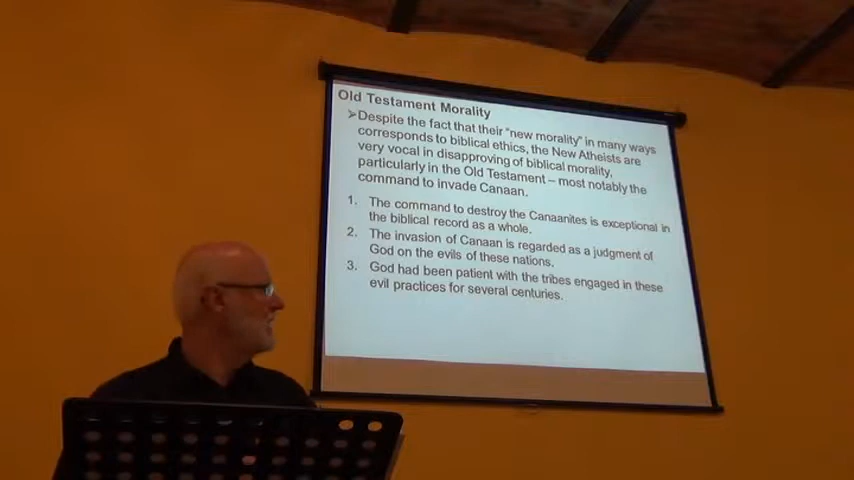 Old Testament Morality
➢Despite the fact that their "new morality" in many ways
corresponds to biblical ethics, the New Atheists are
very vocal in disapproving of biblical morality,
particularly in the Old Testament – most notably the
command to invade Canaan.
1. The command to destroy the Canaanites is exceptional in
the biblical record as a whole.
2. The invasion of Canaan is regarded as a judgment of
God on the evils of these nations.
3. God had been patient with the tribes engaged in these
evil practices for several centuries.